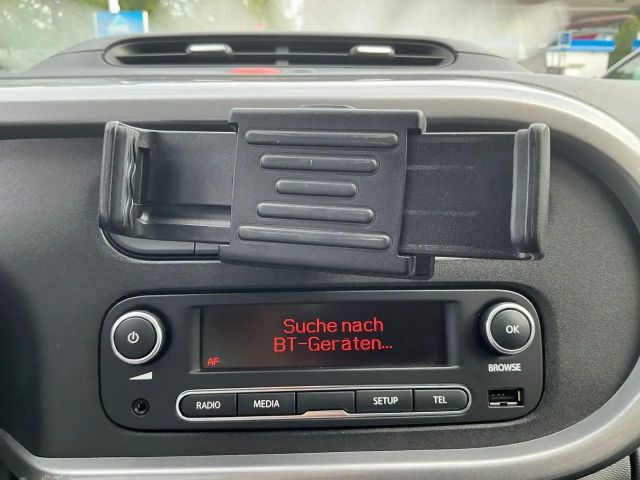 Suche nach
BT-Geräten...
AF
OK
BROWSE
RADIO MEDIA SETUP TEL